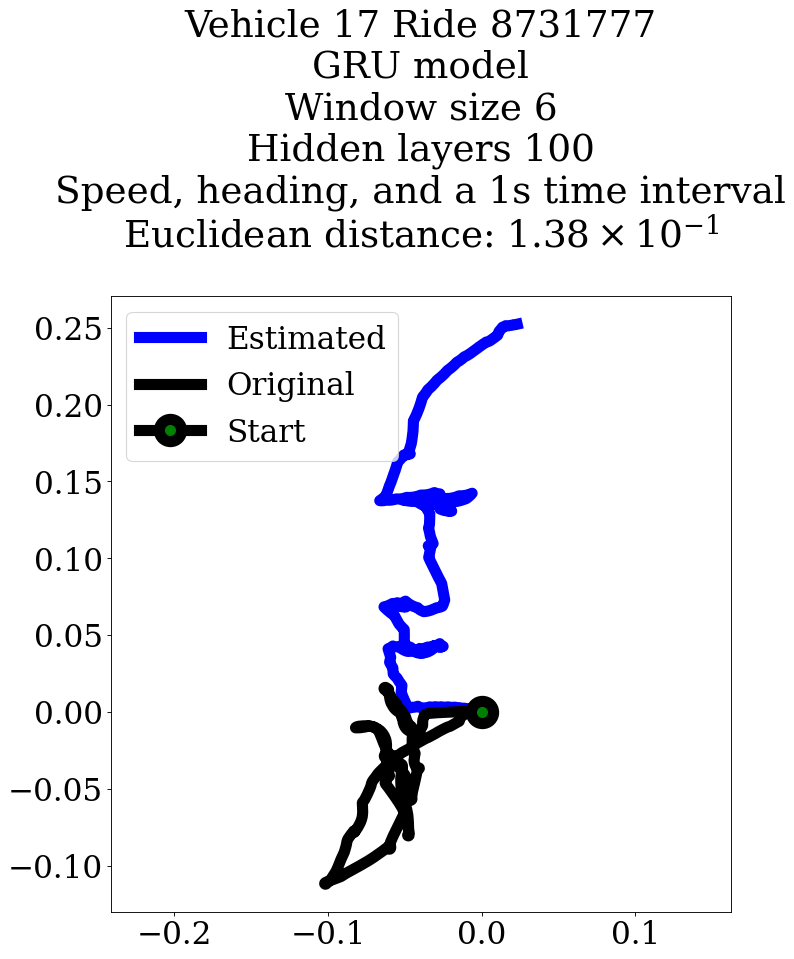 Vehicle 17 Ride 8731777
GRU model
Window size 6
Hidden layers 100
Speed, heading, and a 1s time interval
Euclidean distance: 1.38 × 10⁻¹
Estimated
Original
Start
0.25
0.20
0.15
0.10
0.05
0.00
−0.05
−0.10
−0.2 −0.1 0.0 0.1